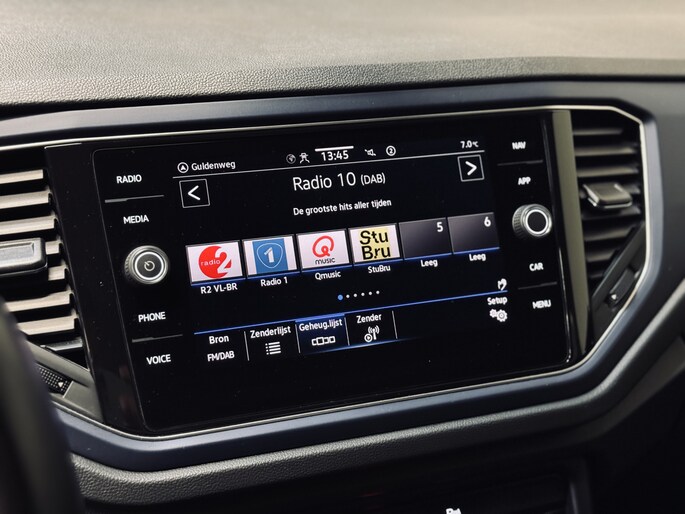 RADIO
MEDIA
PHONE
VOICE
Guldenweg
13:45
2
7.0°C
Radio 10 (DAB)
De grootste hits aller tijden
radio 2
1
Q music
Stu Bru
5
6
R2 VL-BR
Radio 1
Qmusic
StuBru
Leeg
Leeg
Bron
FM/DAB
Zenderlijst
Geheug.lijst
Zender
Setup
NAV
APP
CAR
MENU